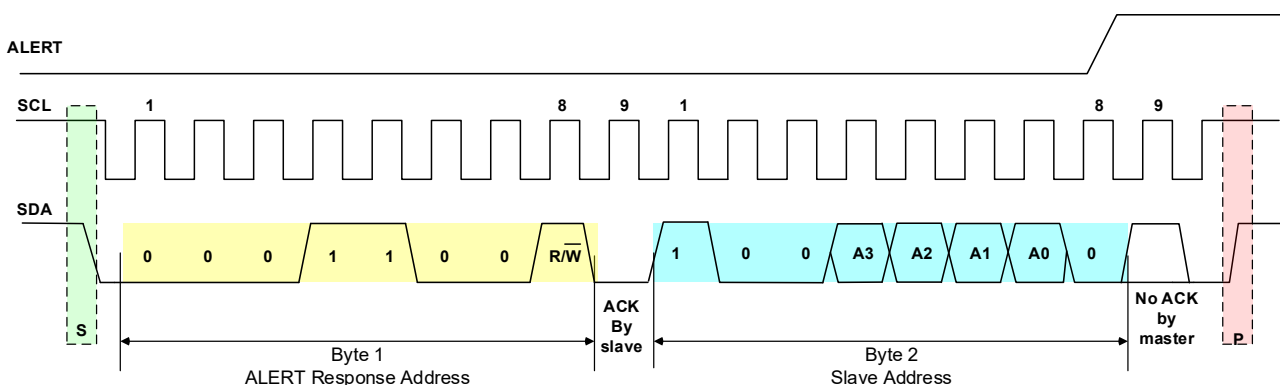 ALERT
SCL 1 8 9 1 8 9
SDA
0 0 0 1 1 0 0 R/W̅ 1 0 0 A3 A2 A1 A0 0
S
ACK
By
slave
No ACK
by
master
P
Byte 1
ALERT Response Address
Byte 2
Slave Address